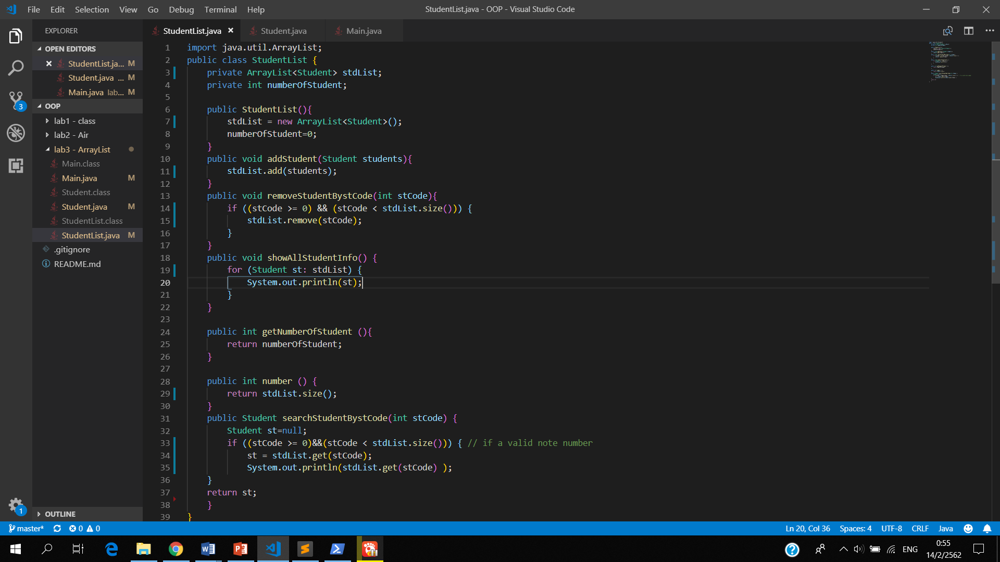 File Edit Selection View Go Debug Terminal Help
StudentList.java - OOP - Visual Studio Code
EXPLORER
OPEN EDITORS
StudentList.ja... M
Student.java ... M
Main.java lab... M
OOP
lab1 - class
lab2 - Air
lab3 - ArrayList
Main.class
Main.java M
Student.class
Student.java M
StudentList.class
StudentList.java M
.gitignore
README.md
OUTLINE
3
1
StudentList.java Student.java Main.java
1 import java.util.ArrayList;
2 public class StudentList {
3 private ArrayList<Student> stdList;
4 private int numberOfStudent;
5
6 public StudentList(){
7 stdList = new ArrayList<Student>();
8 numberOfStudent=0;
9 }
10 public void addStudent(Student students){
11 stdList.add(students);
12 }
13 public void removeStudentBystCode(int stCode){
14 if ((stCode >= 0) && (stCode < stdList.size())) {
15 stdList.remove(stCode);
16 }
17 }
18 public void showAllStudentInfo() {
19 for (Student st: stdList) {
20 System.out.println(st);
21 }
22 }
23
24 public int getNumberOfStudent (){
25 return numberOfStudent;
26 }
27
28 public int number () {
29 return stdList.size();
30 }
31 public Student searchStudentBystCode(int stCode) {
32 Student st=null;
33 if ((stCode >= 0)&&(stCode < stdList.size())) { // if a valid note number
34 st = stdList.get(stCode);
35 System.out.println(stdList.get(stCode) );
36 }
37 return st;
38 }
39 }
master* 0 0
Ln 20, Col 36 Spaces: 4 UTF-8 CRLF Java
ENG
0:55
14/2/2562